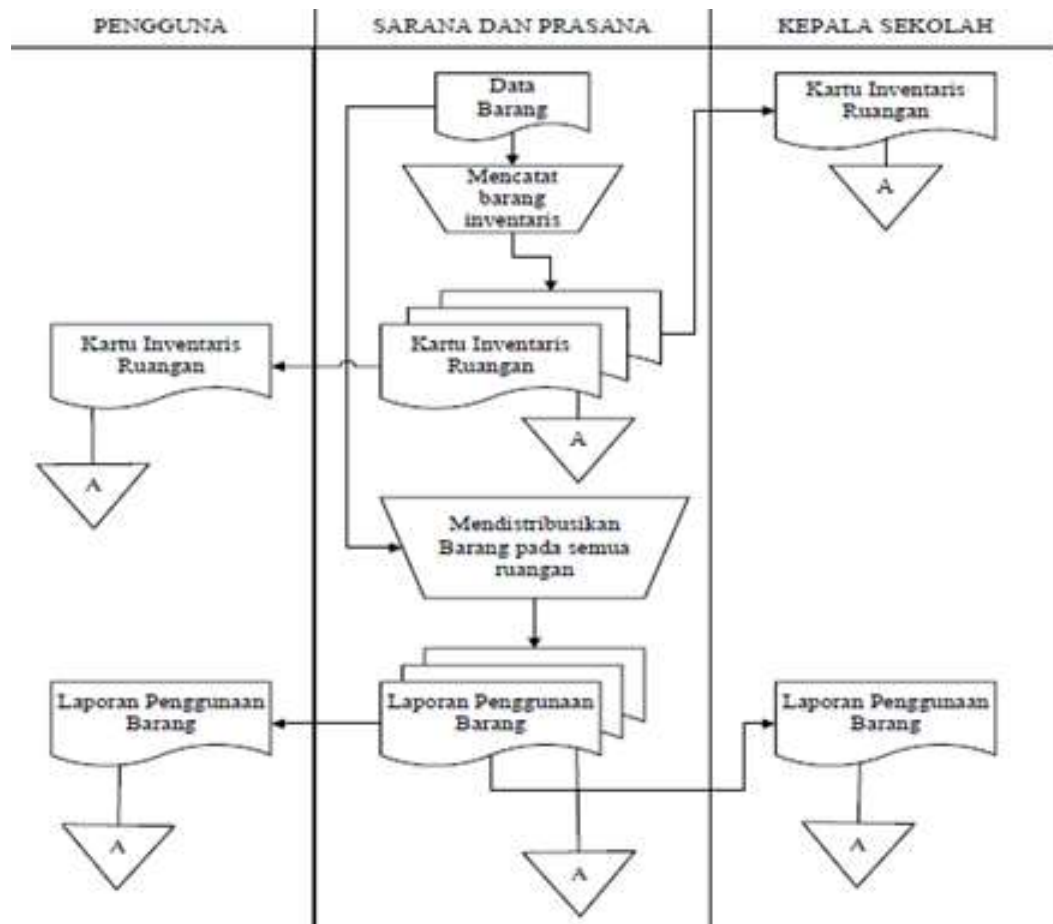 PENGGUNA
SARANA DAN PRASANA
KEPALA SEKOLAH
Data
Barang
Kartu Inventaris
Ruangan
A
Mencatat
barang
inventaris
Kartu Inventaris
Ruangan
A
Kartu Inventaris
Ruangan
A
Mendistribusikan
Barang pada semua
ruangan
Laporan Penggunaan
Barang
A
Laporan Penggunaan
Barang
A
Laporan Penggunaan
Barang
A